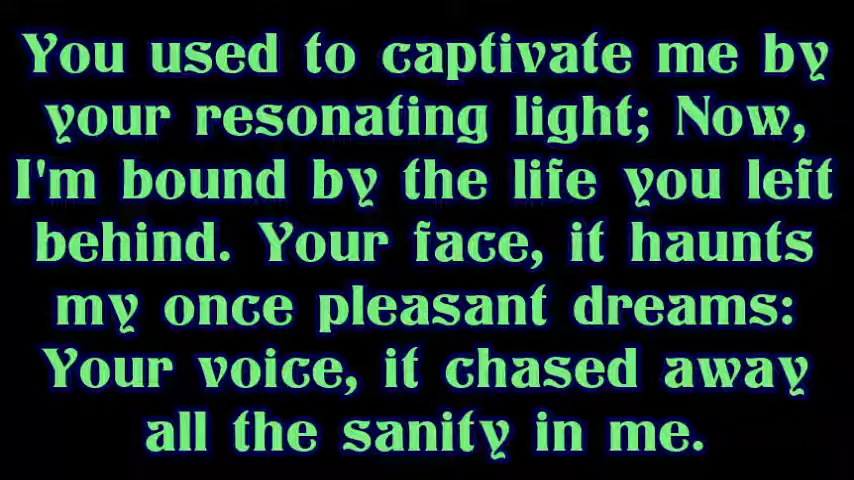 You used to captivate me by
your resonating light; Now,
I'm bound by the life you left
behind. Your face, it haunts
my once pleasant dreams:
Your voice, it chased away
all the sanity in me.